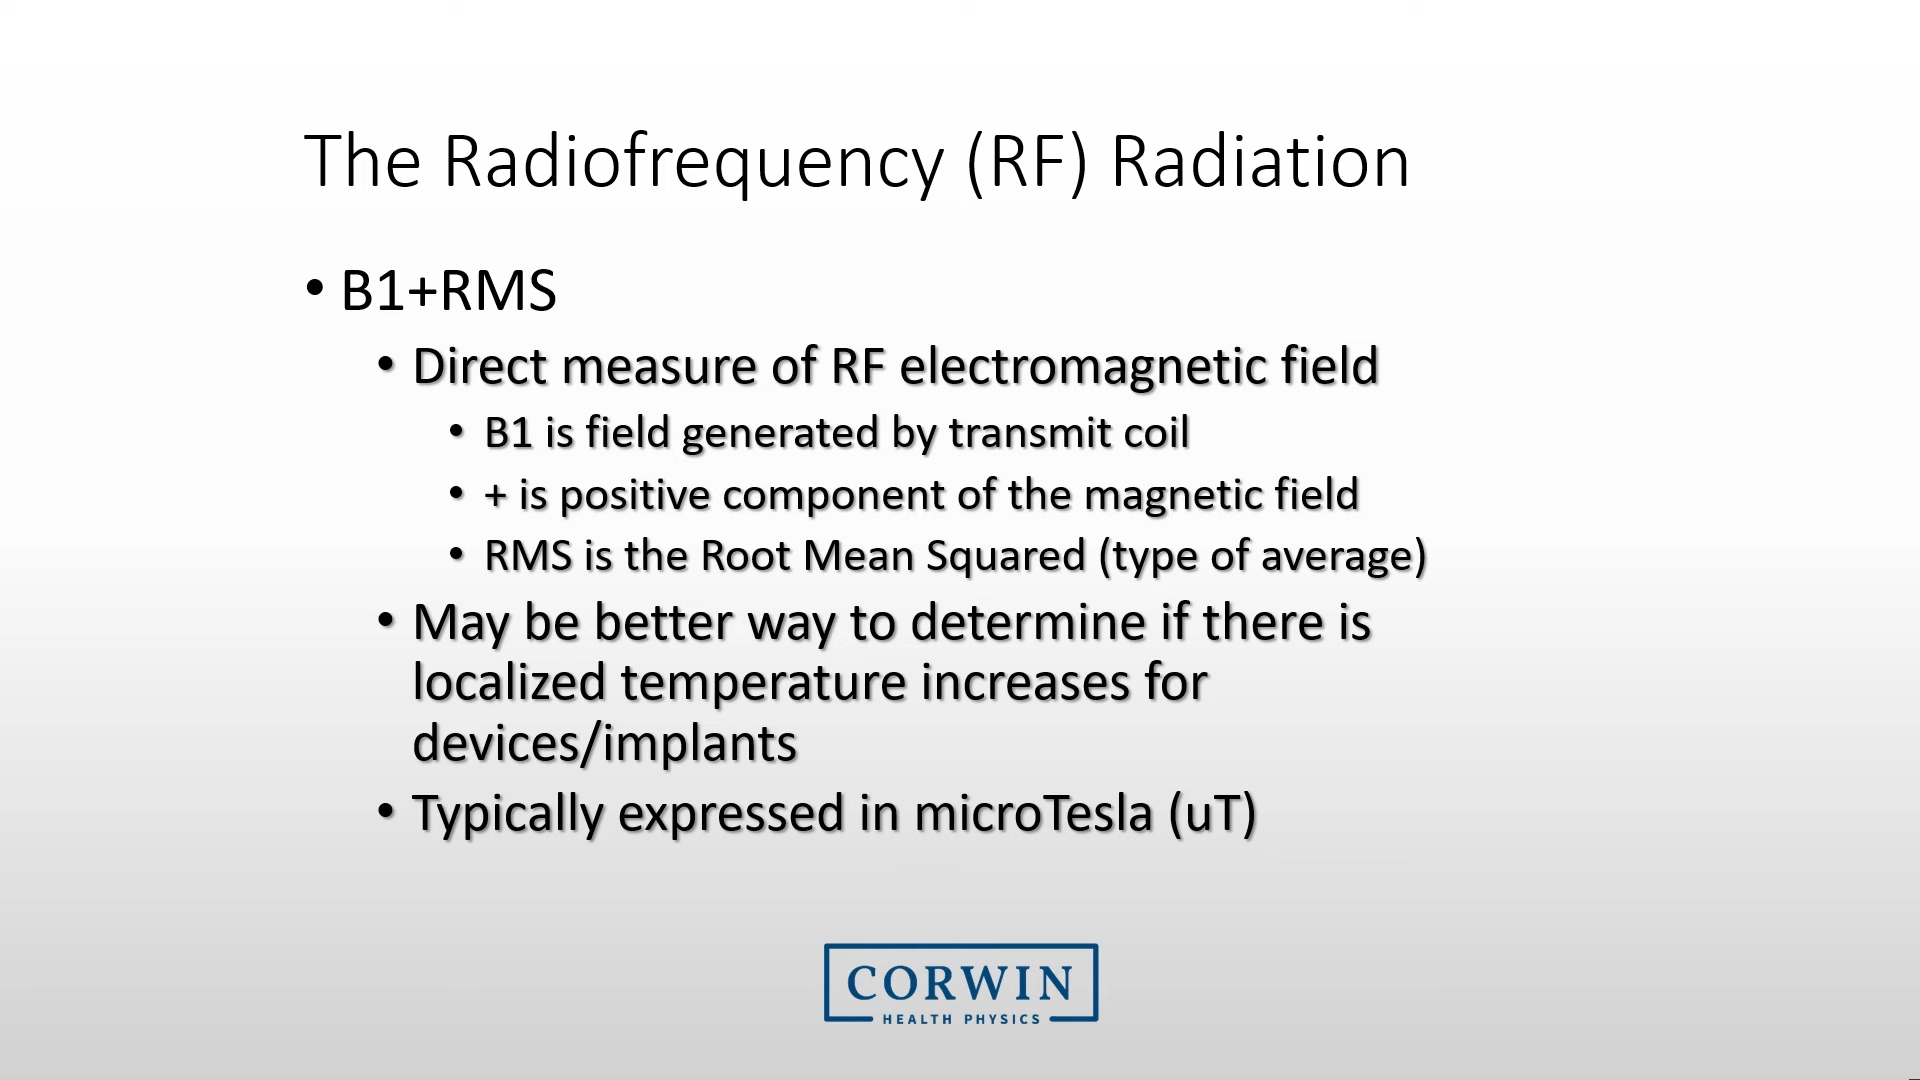 The Radiofrequency (RF) Radiation
• B1+RMS
• Direct measure of RF electromagnetic field
• B1 is field generated by transmit coil
• + is positive component of the magnetic field
• RMS is the Root Mean Squared (type of average)
• May be better way to determine if there is
localized temperature increases for
devices/implants
• Typically expressed in microTesla (uT)
CORWIN
HEALTH PHYSICS